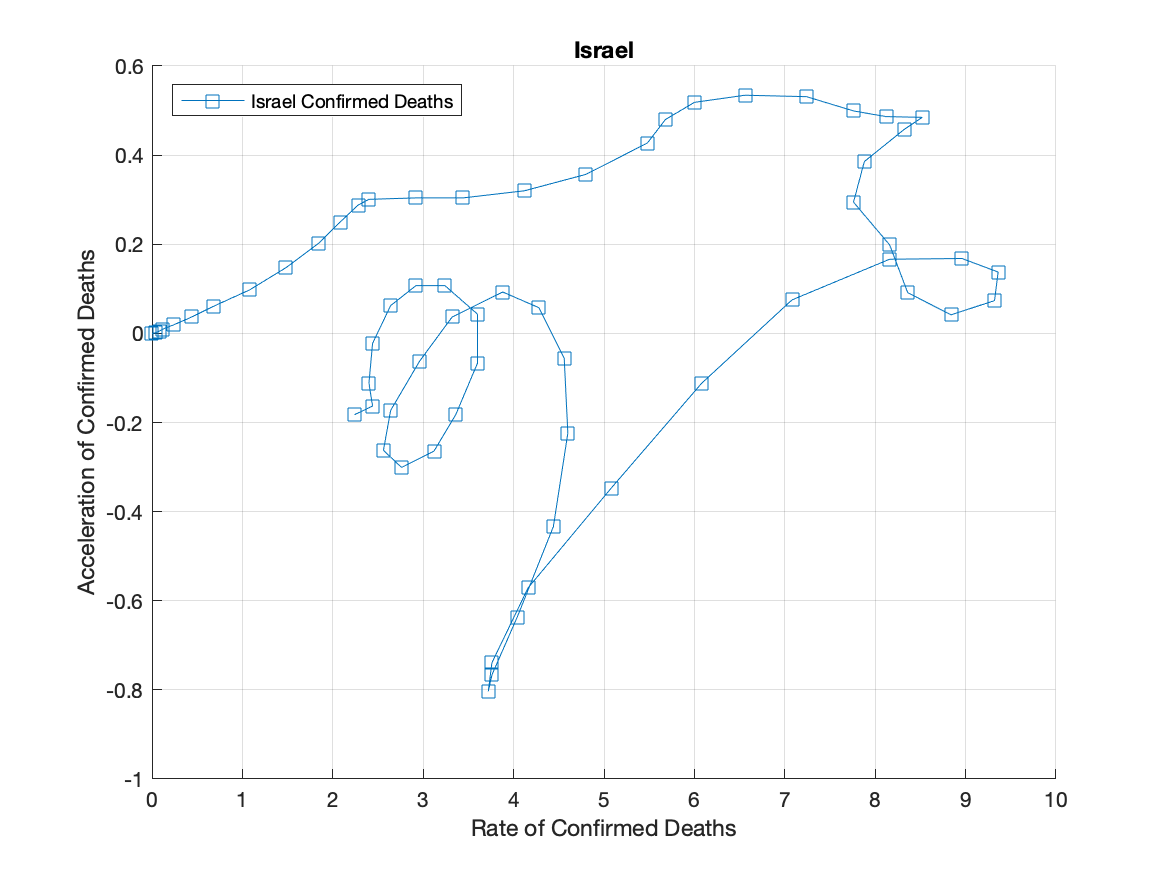 Israel
0.6
Israel Confirmed Deaths
0.4
0.2
0
-0.2
-0.4
-0.6
-0.8
-1
Acceleration of Confirmed Deaths
0 1 2 3 4 5 6 7 8 9 10
Rate of Confirmed Deaths